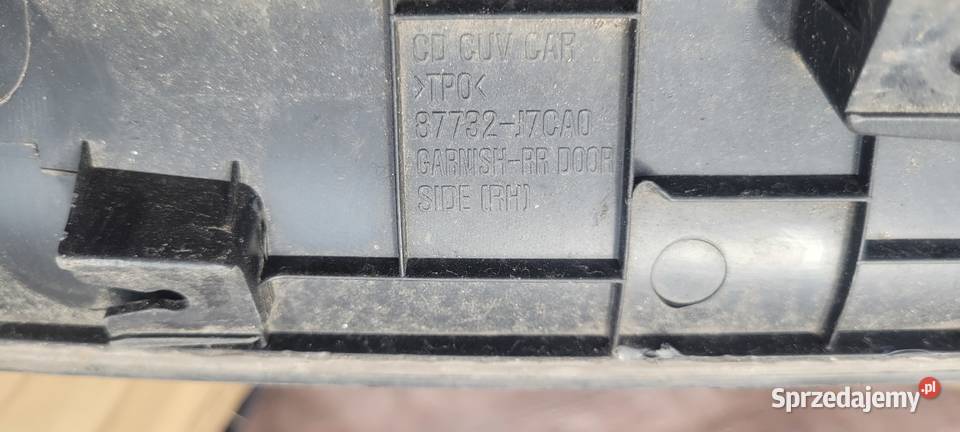 CD CUV CAR
>TPO<
87732-J7CA0
GARNISH-RR DOOR
SIDE (RH)
Sprzedajemy.pl